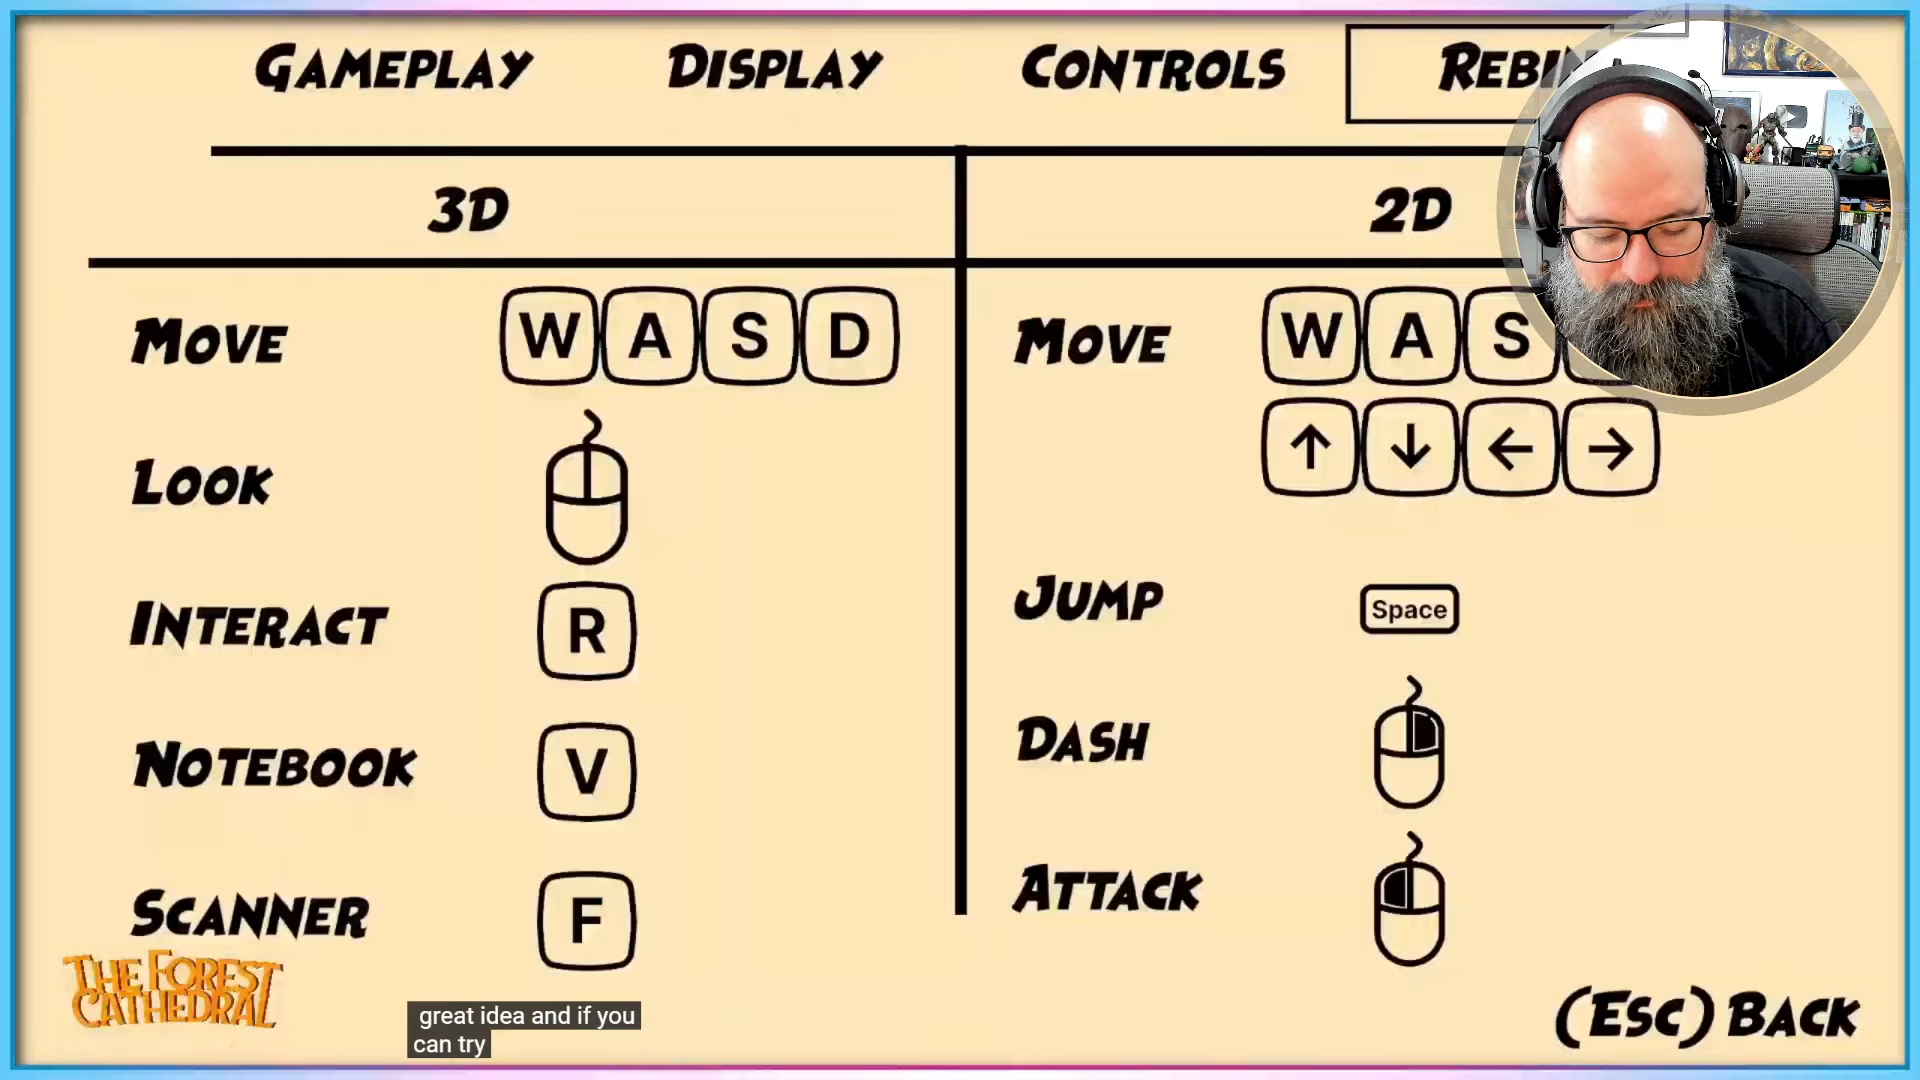 GAMEPLAY DISPLAY CONTROLS
3D 2D
MOVE W A S D MOVE W A S
↑ ↓ ← →
LOOK
INTERACT R JUMP Space
NOTEBOOK V DASH
SCANNER F ATTACK
THE FOREST
CATHEDRAL
great idea and if you
can try
(ESC) BACK